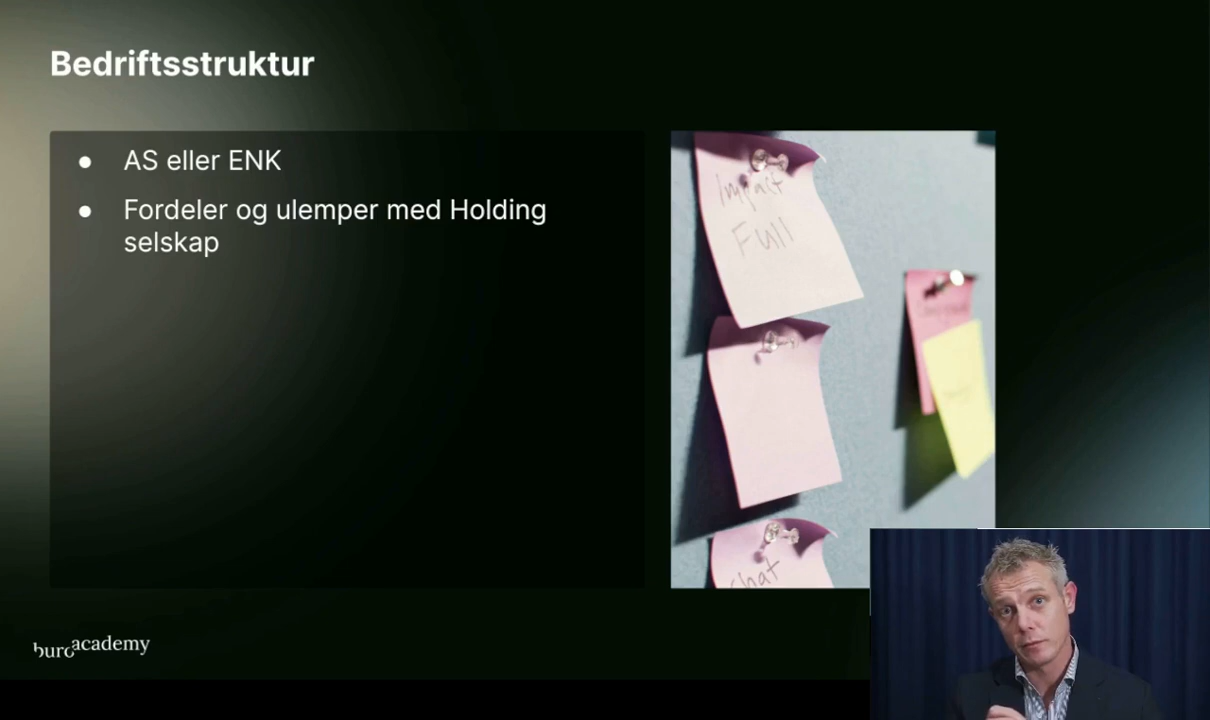 Bedriftsstruktur
● AS eller ENK
● Fordeler og ulemper med Holding
selskap
Impact
Full
Chat
buroacademy